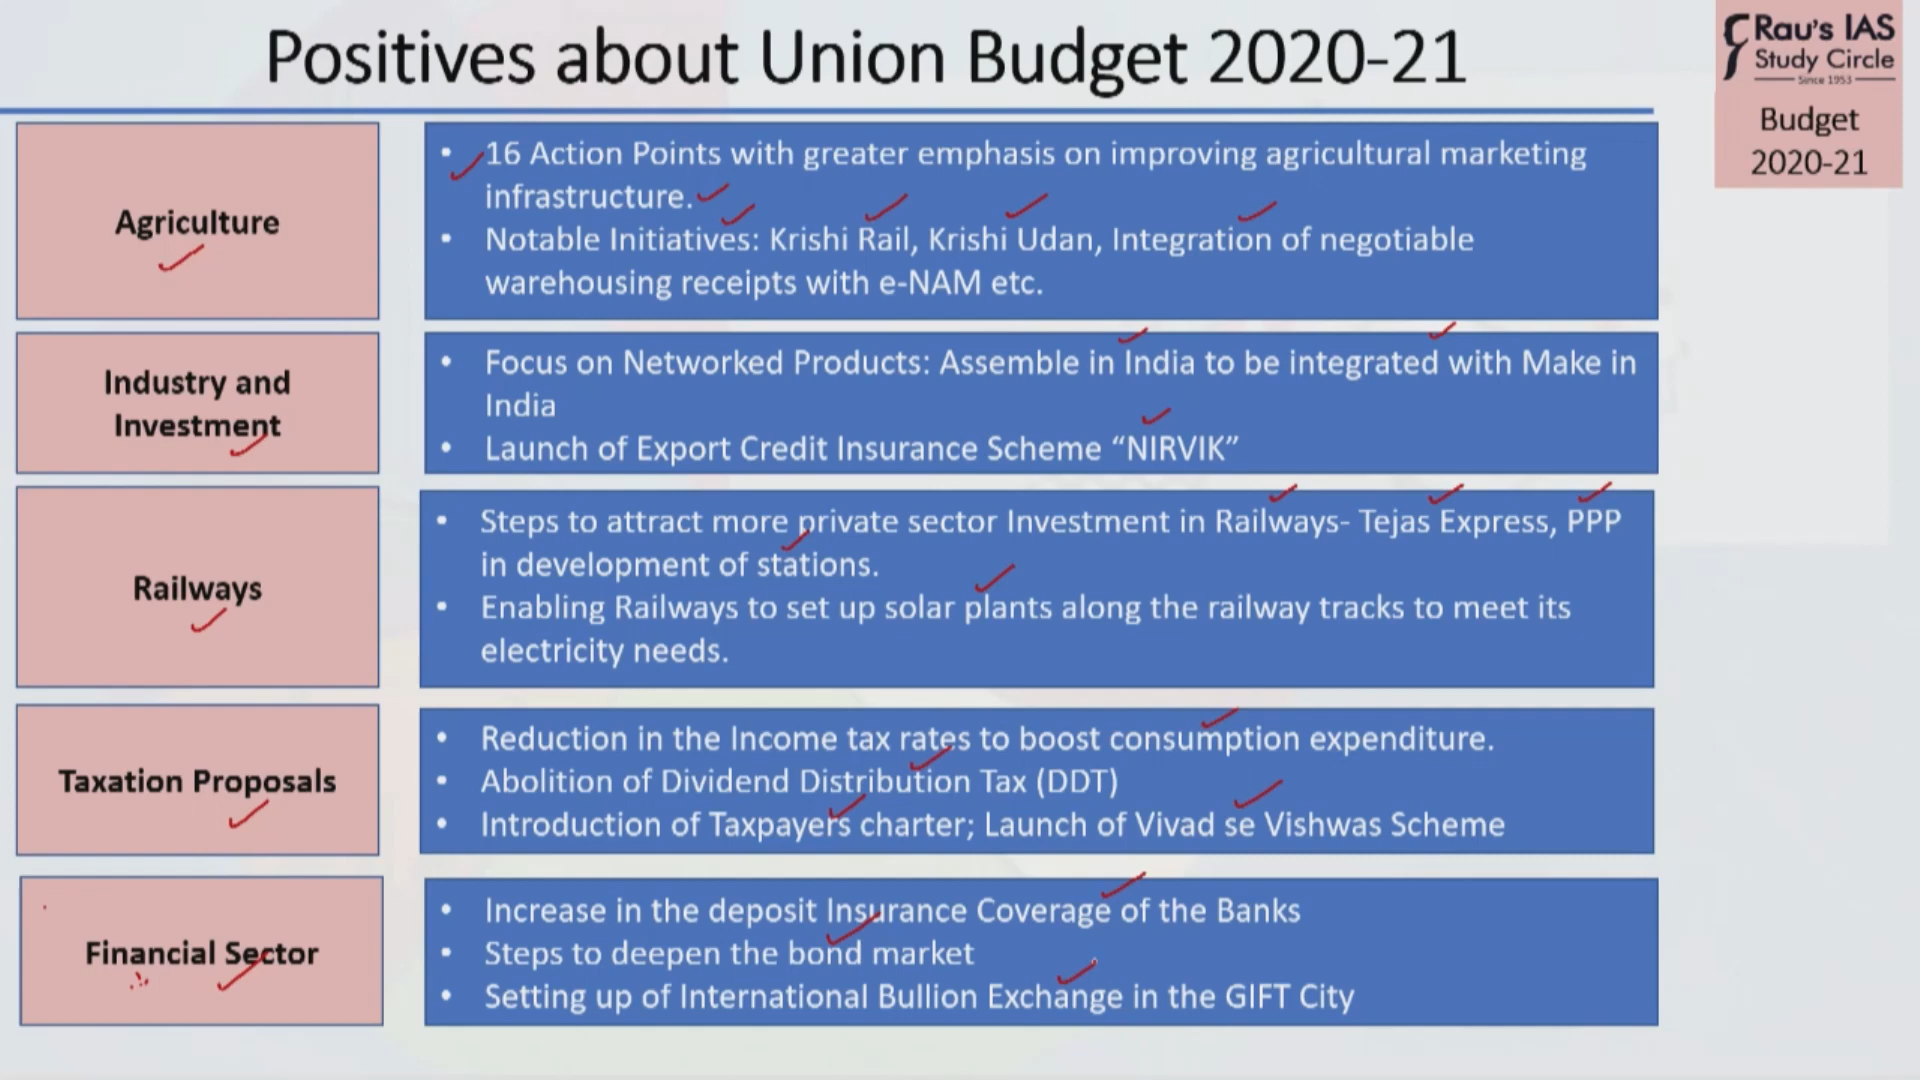 Positives about Union Budget 2020-21
Rau's IAS
Study Circle
Since 1953
Budget
2020-21
Agriculture
• 16 Action Points with greater emphasis on improving agricultural marketing
infrastructure.
• Notable Initiatives: Krishi Rail, Krishi Udan, Integration of negotiable
warehousing receipts with e-NAM etc.
Industry and
Investment
• Focus on Networked Products: Assemble in India to be integrated with Make in
India
• Launch of Export Credit Insurance Scheme “NIRVIK”
Railways
• Steps to attract more private sector Investment in Railways- Tejas Express, PPP
in development of stations.
• Enabling Railways to set up solar plants along the railway tracks to meet its
electricity needs.
Taxation Proposals
• Reduction in the Income tax rates to boost consumption expenditure.
• Abolition of Dividend Distribution Tax (DDT)
• Introduction of Taxpayers charter; Launch of Vivad se Vishwas Scheme
Financial Sector
• Increase in the deposit Insurance Coverage of the Banks
• Steps to deepen the bond market
• Setting up of International Bullion Exchange in the GIFT City